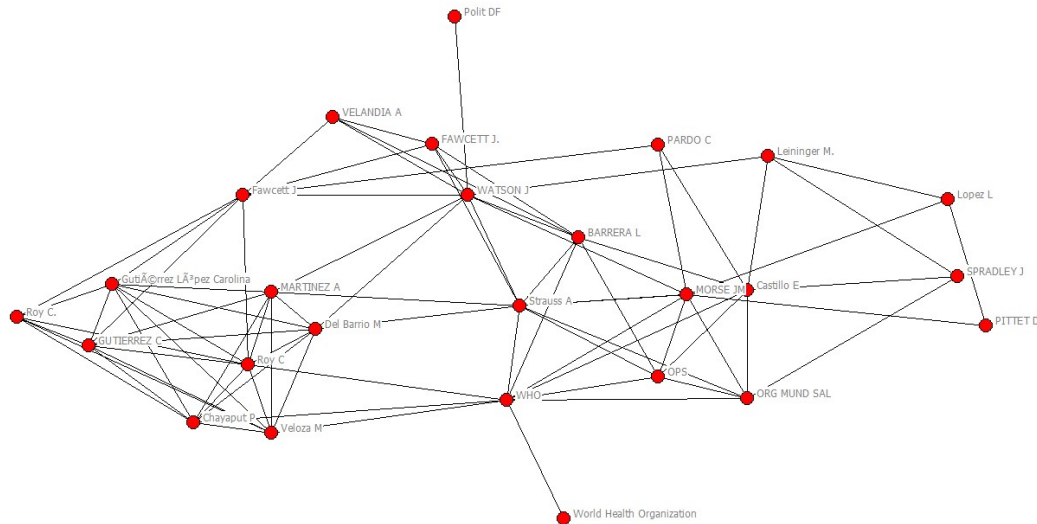 Polit DF
VELANDIA A
FAWCETT J.
PARDO C
Leininger M.
Fawcett J
WATSON J
Lopez L
BARRERA L
SPRADLEY J
GutiÃ©rrez LÃ³pez Carolina
MARTINEZ A
MORSE JM
Castillo E
Strauss A
Roy C.
Del Barrio M
PITTET D
GUTIERREZ C
Roy C
OPS
WHO
ORG MUND SAL
Chayaput P
Veloza M
World Health Organization